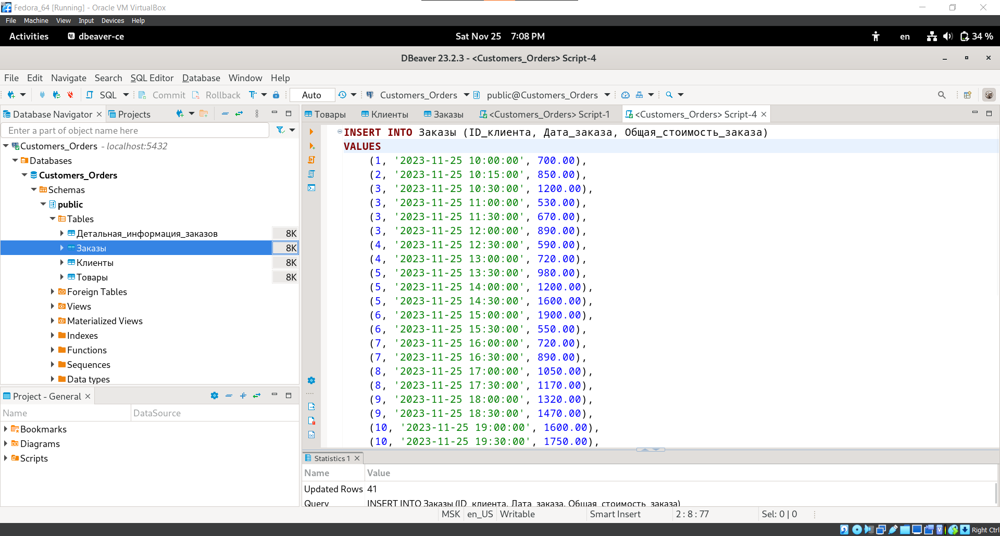 Fedora_64 [Running] - Oracle VM VirtualBox
File Machine View Input Devices Help
Activities dbeaver-ce Sat Nov 25 7:08 PM en 34 %
DBeaver 23.2.3 - <Customers_Orders> Script-4
File Edit Navigate Search SQL Editor Database Window Help
SQL Commit Rollback Auto Customers_Orders public@Customers_Orders
Database Navigator Projects
Enter a part of object name here
Customers_Orders - localhost:5432
Databases
Customers_Orders
Schemas
public
Tables
Детальная_информация_заказов 8K
Заказы 8K
Клиенты 8K
Товары 8K
Foreign Tables
Views
Materialized Views
Indexes
Functions
Sequences
Data types
Project - General
Name DataSource
Bookmarks
Diagrams
Scripts
Товары Клиенты Заказы <Customers_Orders> Script-1 <Customers_Orders> Script-4
INSERT INTO Заказы (ID_клиента, Дата_заказа, Общая_стоимость_заказа)
VALUES
(1, '2023-11-25 10:00:00', 700.00),
(2, '2023-11-25 10:15:00', 850.00),
(3, '2023-11-25 10:30:00', 1200.00),
(3, '2023-11-25 11:00:00', 530.00),
(3, '2023-11-25 11:30:00', 670.00),
(3, '2023-11-25 12:00:00', 890.00),
(4, '2023-11-25 12:30:00', 590.00),
(4, '2023-11-25 13:00:00', 720.00),
(5, '2023-11-25 13:30:00', 980.00),
(5, '2023-11-25 14:00:00', 1200.00),
(5, '2023-11-25 14:30:00', 1600.00),
(6, '2023-11-25 15:00:00', 1900.00),
(6, '2023-11-25 15:30:00', 550.00),
(7, '2023-11-25 16:00:00', 720.00),
(7, '2023-11-25 16:30:00', 890.00),
(8, '2023-11-25 17:00:00', 1050.00),
(8, '2023-11-25 17:30:00', 1170.00),
(9, '2023-11-25 18:00:00', 1320.00),
(9, '2023-11-25 18:30:00', 1470.00),
(10, '2023-11-25 19:00:00', 1600.00),
(10, '2023-11-25 19:30:00', 1750.00),
Statistics 1
Name Value
Updated Rows 41
Query INSERT INTO Заказы (ID_клиента, Дата_заказа, Общая_стоимость_заказа)
MSK en_US Writable Smart Insert 2 : 8 : 77 Sel: 0 | 0
Right Ctrl